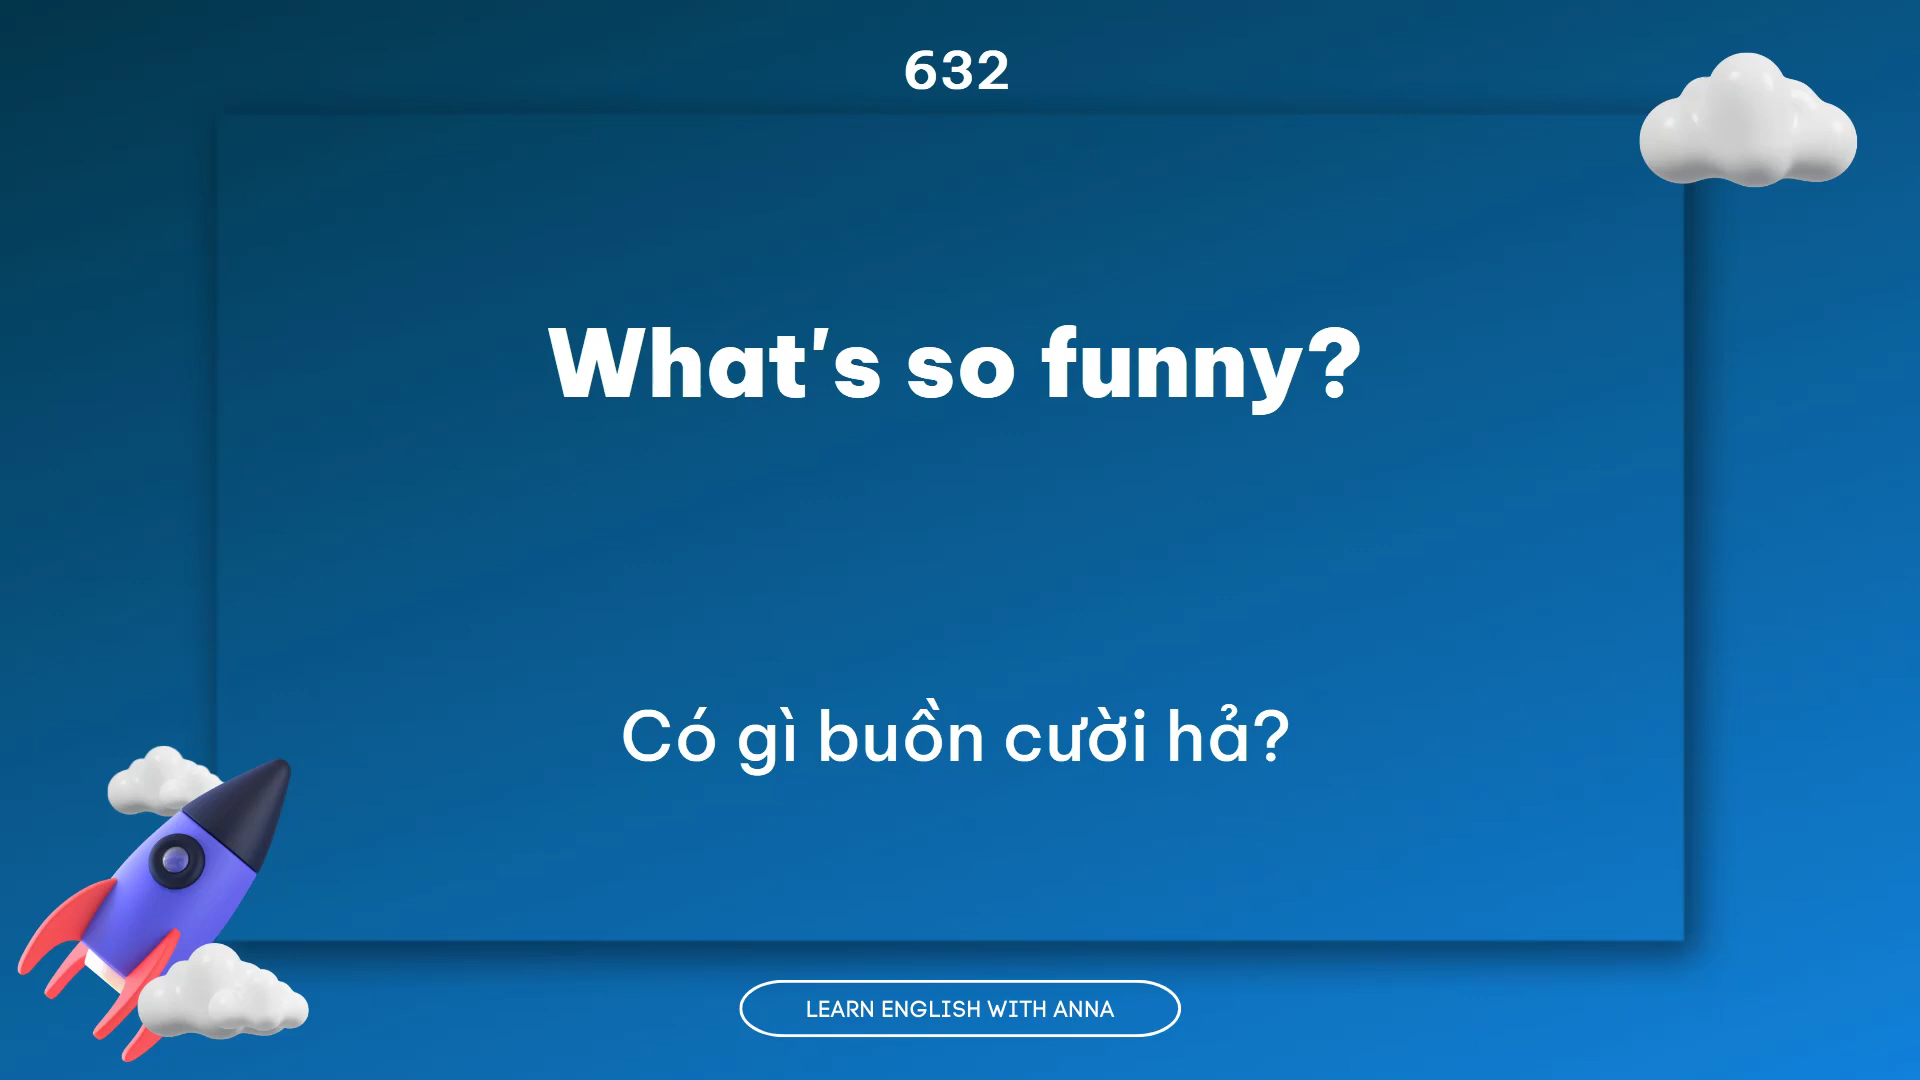 632
What's so funny?
Có gì buồn cười hả?
LEARN ENGLISH WITH ANNA